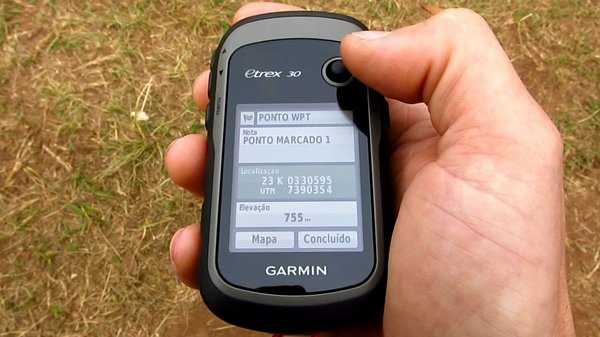 etrex 30
PONTO WPT
Nota
PONTO MARCADO 1
Localização
23 K 0330595
UTM 7390354
Elevação
755 m
Mapa Concluído
GARMIN